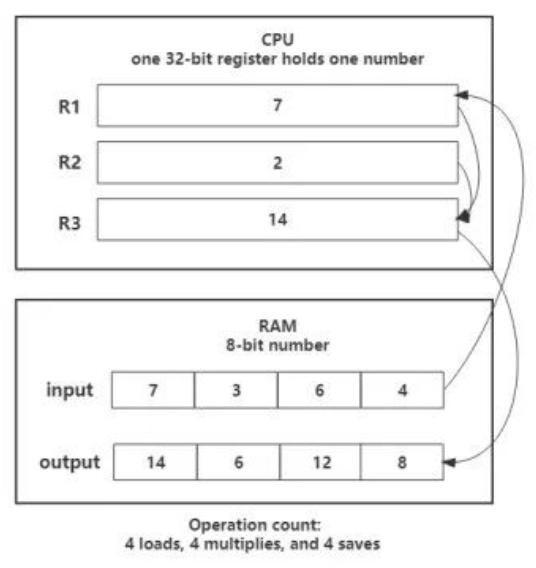 CPU
one 32-bit register holds one number
R1 7
R2 2
R3 14
RAM
8-bit number
input 7 3 6 4
output 14 6 12 8
Operation count:
4 loads, 4 multiplies, and 4 saves